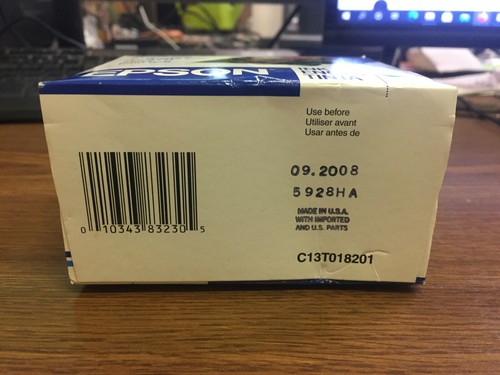 EPSON
Use before
Utiliser avant
Usar antes de
09.2008
5928HA
MADE IN U.S.A.
WITH IMPORTED
AND U.S. PARTS
0 10343 83230 5
C13T018201